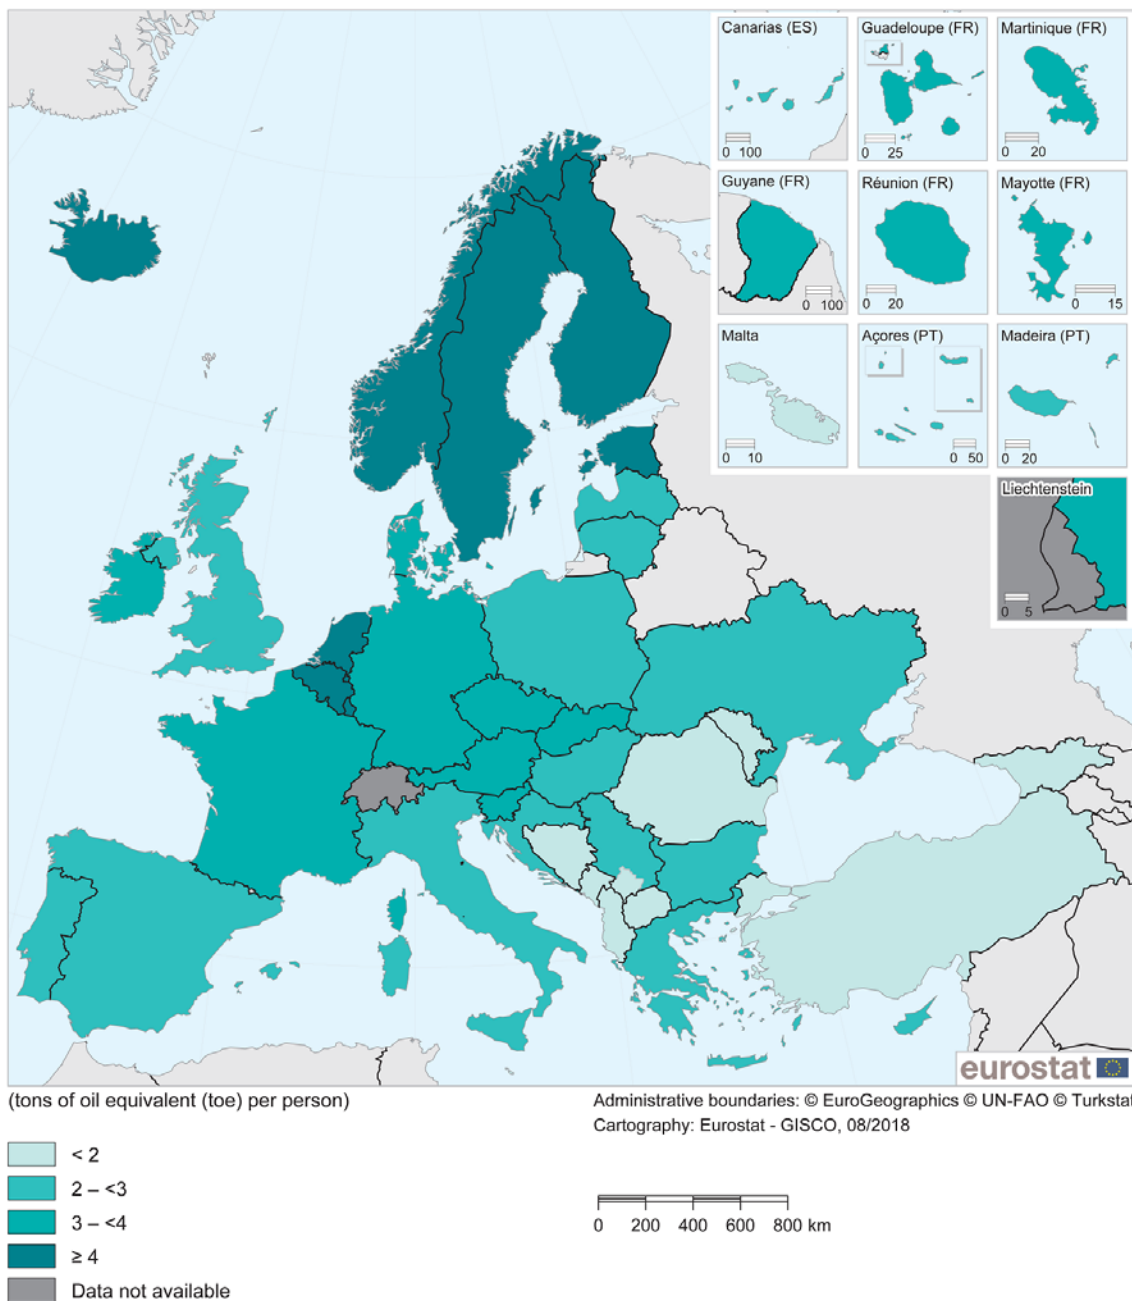 Canarias (ES)
0 100
Guadeloupe (FR)
0 25
Martinique (FR)
0 20
Guyane (FR)
0 100
Réunion (FR)
0 20
Mayotte (FR)
0 15
Malta
0 10
Açores (PT)
0 50
Madeira (PT)
0 20
Liechtenstein
0 5
eurostat
(tons of oil equivalent (toe) per person)
Administrative boundaries: © EuroGeographics © UN-FAO © Turkstat
Cartography: Eurostat - GISCO, 08/2018
< 2
2 – <3
3 – <4
≥ 4
Data not available
0 200 400 600 800 km